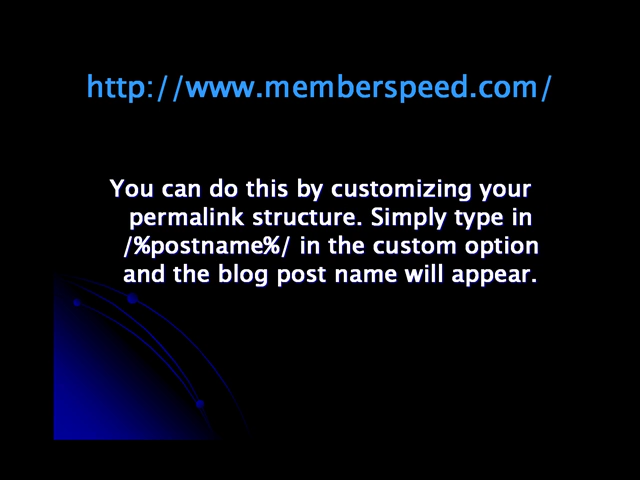 http://www.memberspeed.com/
You can do this by customizing your
permalink structure. Simply type in
/%postname%/ in the custom option
and the blog post name will appear.